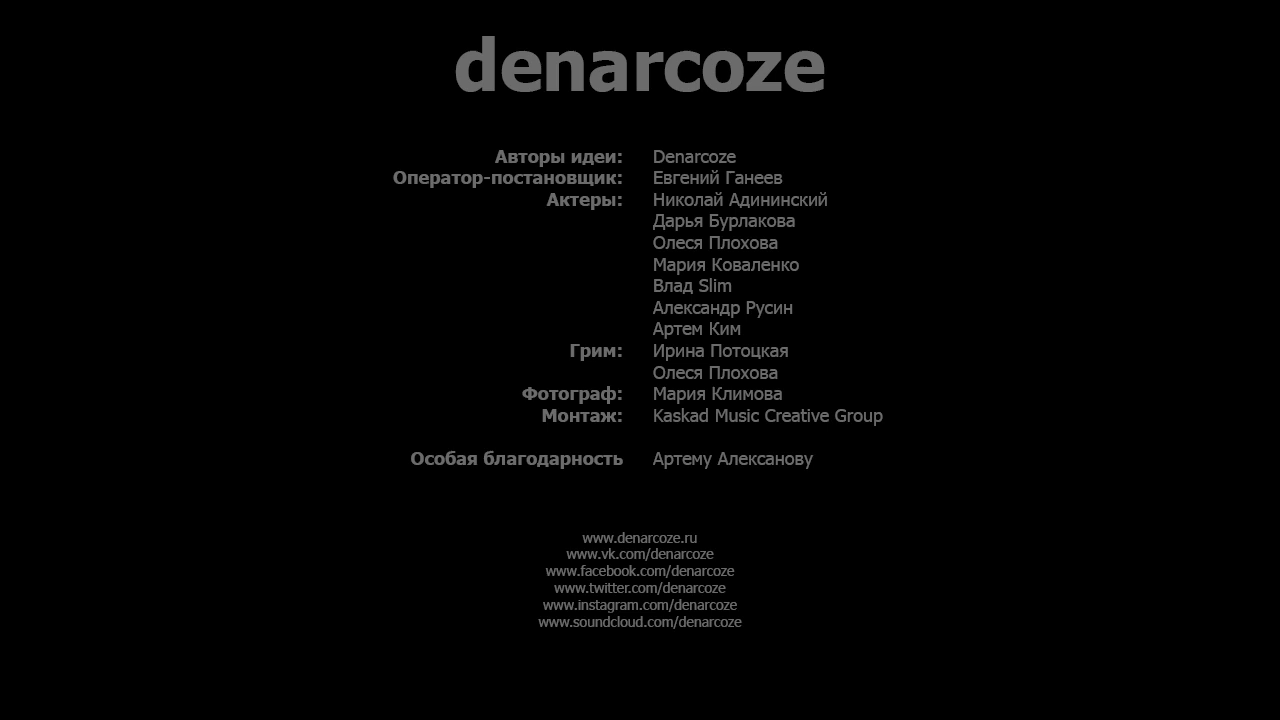 denarcoze
Авторы идеи: Denarcoze
Оператор-постановщик: Евгений Ганеев
Актеры: Николай Адининский
Дарья Бурлакова
Олеся Плохова
Мария Коваленко
Влад Slim
Александр Русин
Артем Ким
Грим: Ирина Потоцкая
Олеся Плохова
Фотограф: Мария Климова
Монтаж: Kaskad Music Creative Group
Особая благодарность Артему Алексанову
www.denarcoze.ru
www.vk.com/denarcoze
www.facebook.com/denarcoze
www.twitter.com/denarcoze
www.instagram.com/denarcoze
www.soundcloud.com/denarcoze